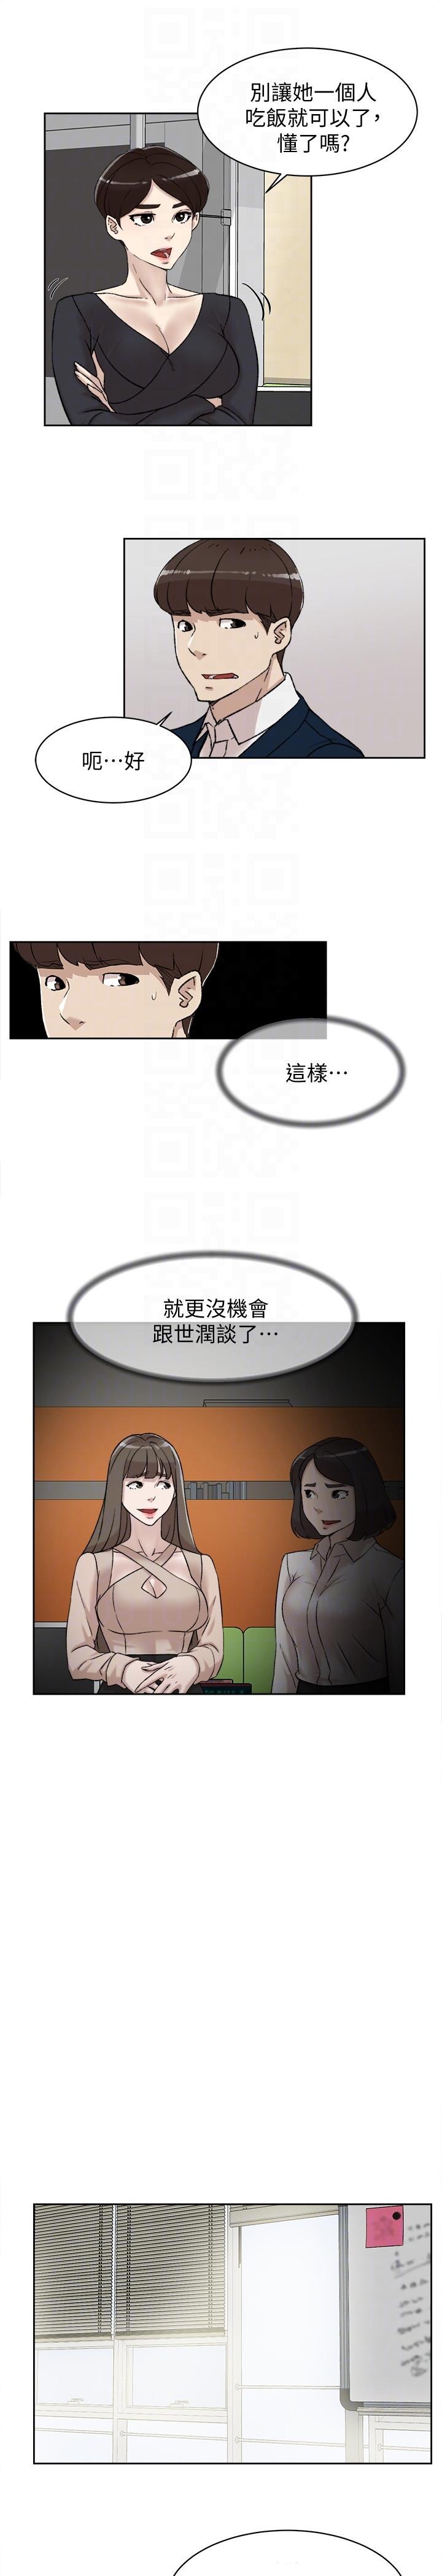 別讓她一個人
吃飯就可以了,
懂了嗎?
呃⋯好
這樣⋯
就更沒機會
跟世潤談了⋯